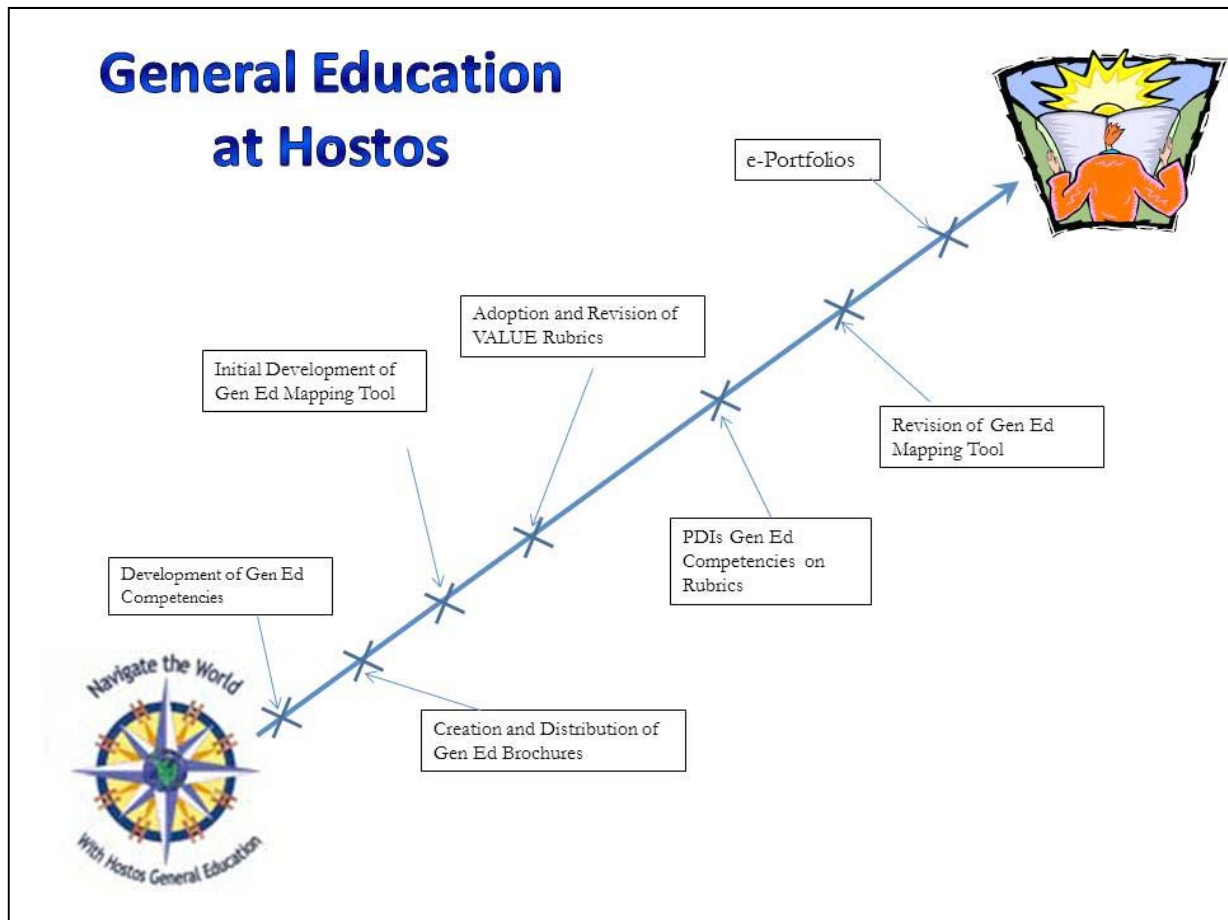 General Education
at Hostos
e-Portfolios
Adoption and Revision of
VALUE Rubrics
Initial Development of
Gen Ed Mapping Tool
Revision of Gen Ed
Mapping Tool
PDIs Gen Ed
Competencies on
Rubrics
Development of Gen Ed
Competencies
Creation and Distribution of
Gen Ed Brochures
Navigate the World
With Hostos General Education